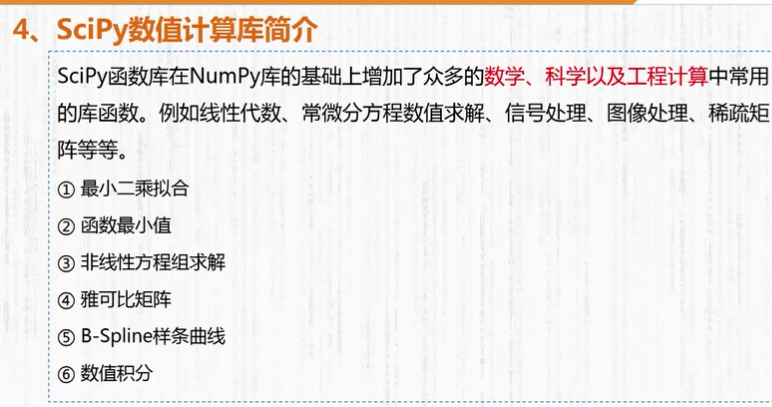 4、SciPy数值计算库简介
SciPy函数库在NumPy库的基础上增加了众多的数学、科学以及工程计算中常用
的库函数。例如线性代数、常微分方程数值求解、信号处理、图像处理、稀疏矩
阵等等。
① 最小二乘拟合
② 函数最小值
③ 非线性方程组求解
④ 雅可比矩阵
⑤ B-Spline样条曲线
⑥ 数值积分